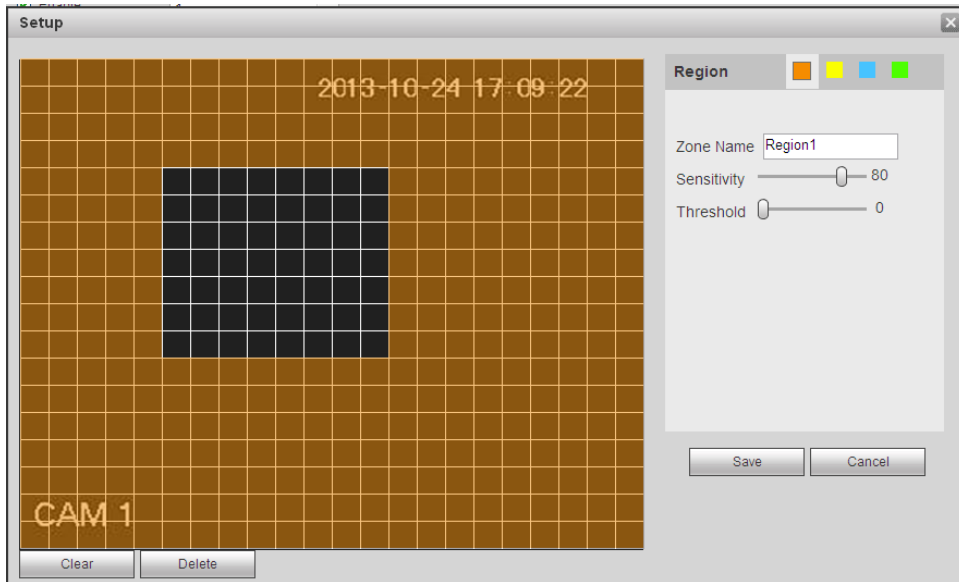 Setup
2013-10-24 17:09:22
Region
Zone Name Region1
Sensitivity 80
Threshold 0
Save Cancel
CAM 1
Clear Delete